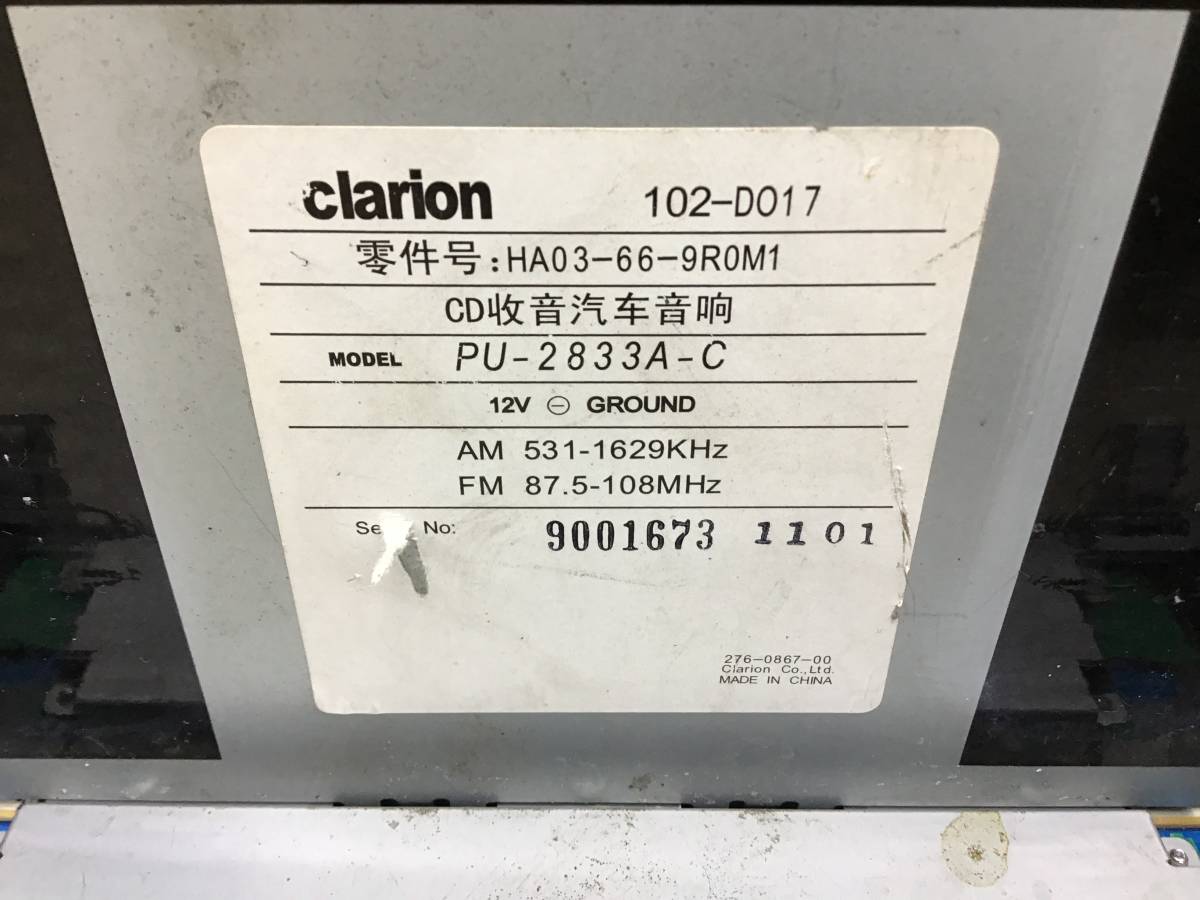 clarion 102-D017
零件号:HA03-66-9R0M1
CD收音汽车音响
MODEL PU-2833A-C
12V ⊖ GROUND
AM 531-1629KHz
FM 87.5-108MHz
No: 9001673 1101
276-0867-00
Clarion Co.,Ltd.
MADE IN CHINA